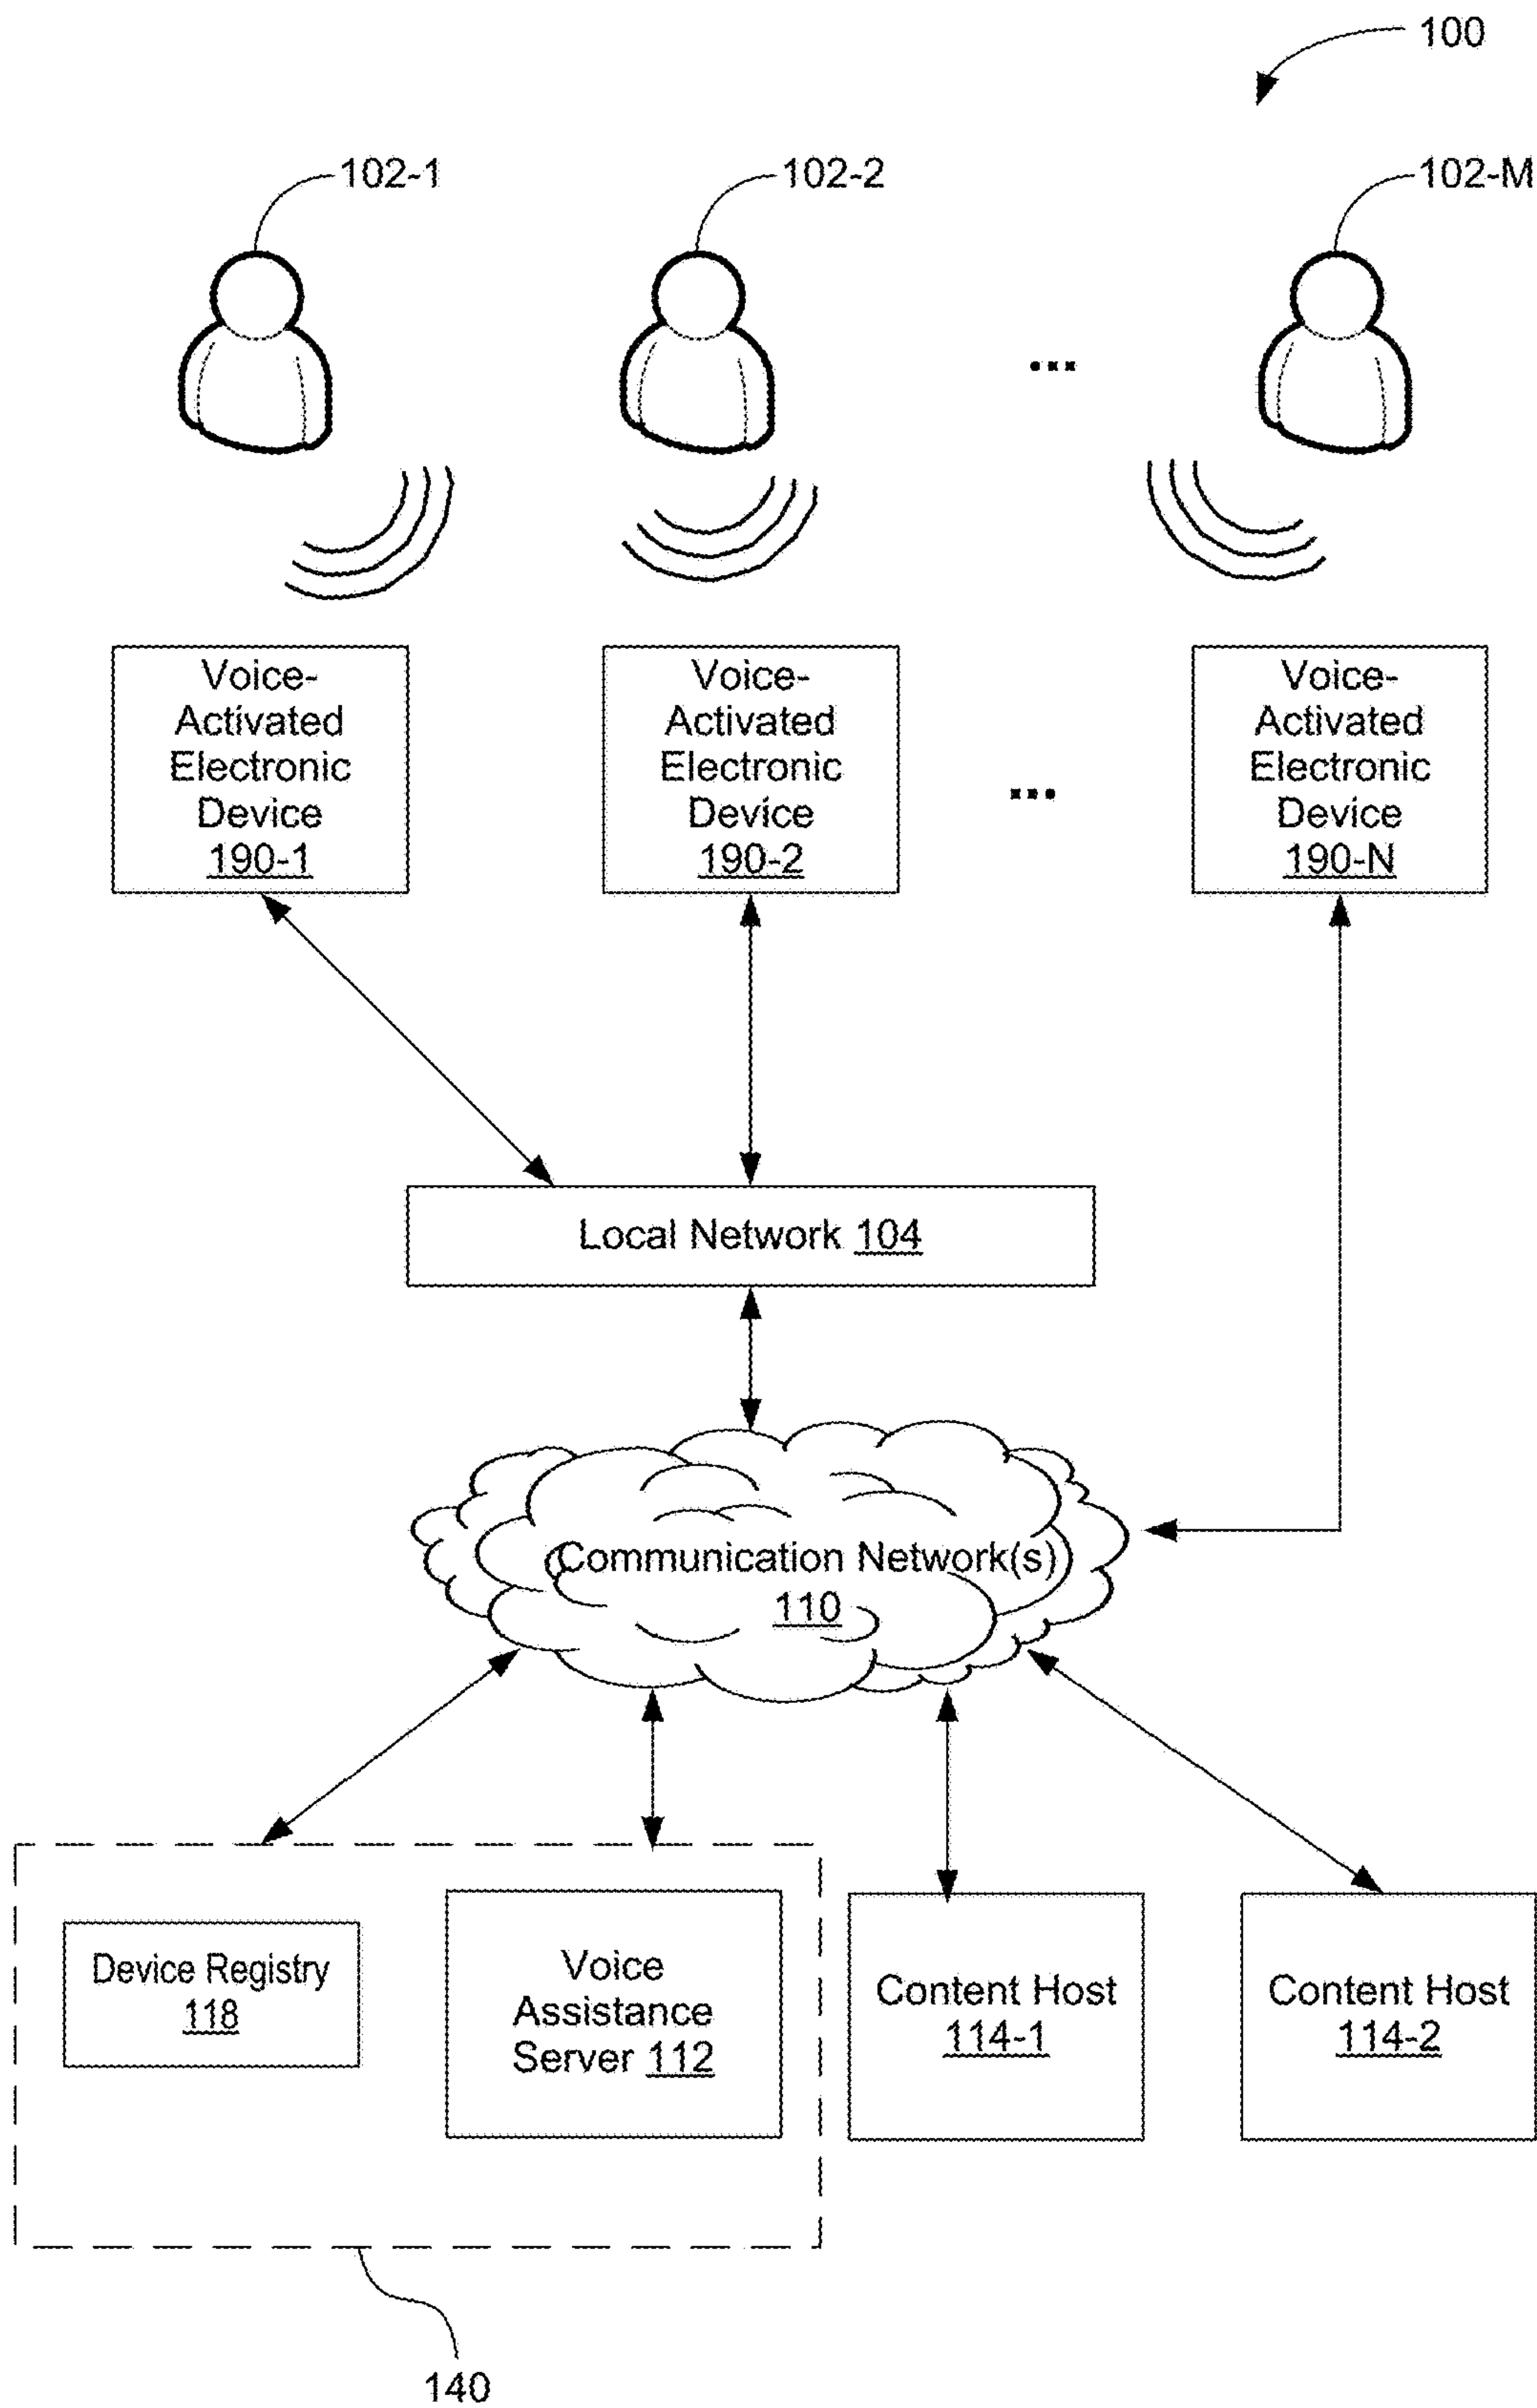 100
102-1
102-2
102-M
Voice-
Activated
Electronic
Device
190-1
Voice-
Activated
Electronic
Device
190-2
Voice-
Activated
Electronic
Device
190-N
Local Network 104
Communication Network(s)
110
Device Registry
118
Voice
Assistance
Server 112
Content Host
114-1
Content Host
114-2
140